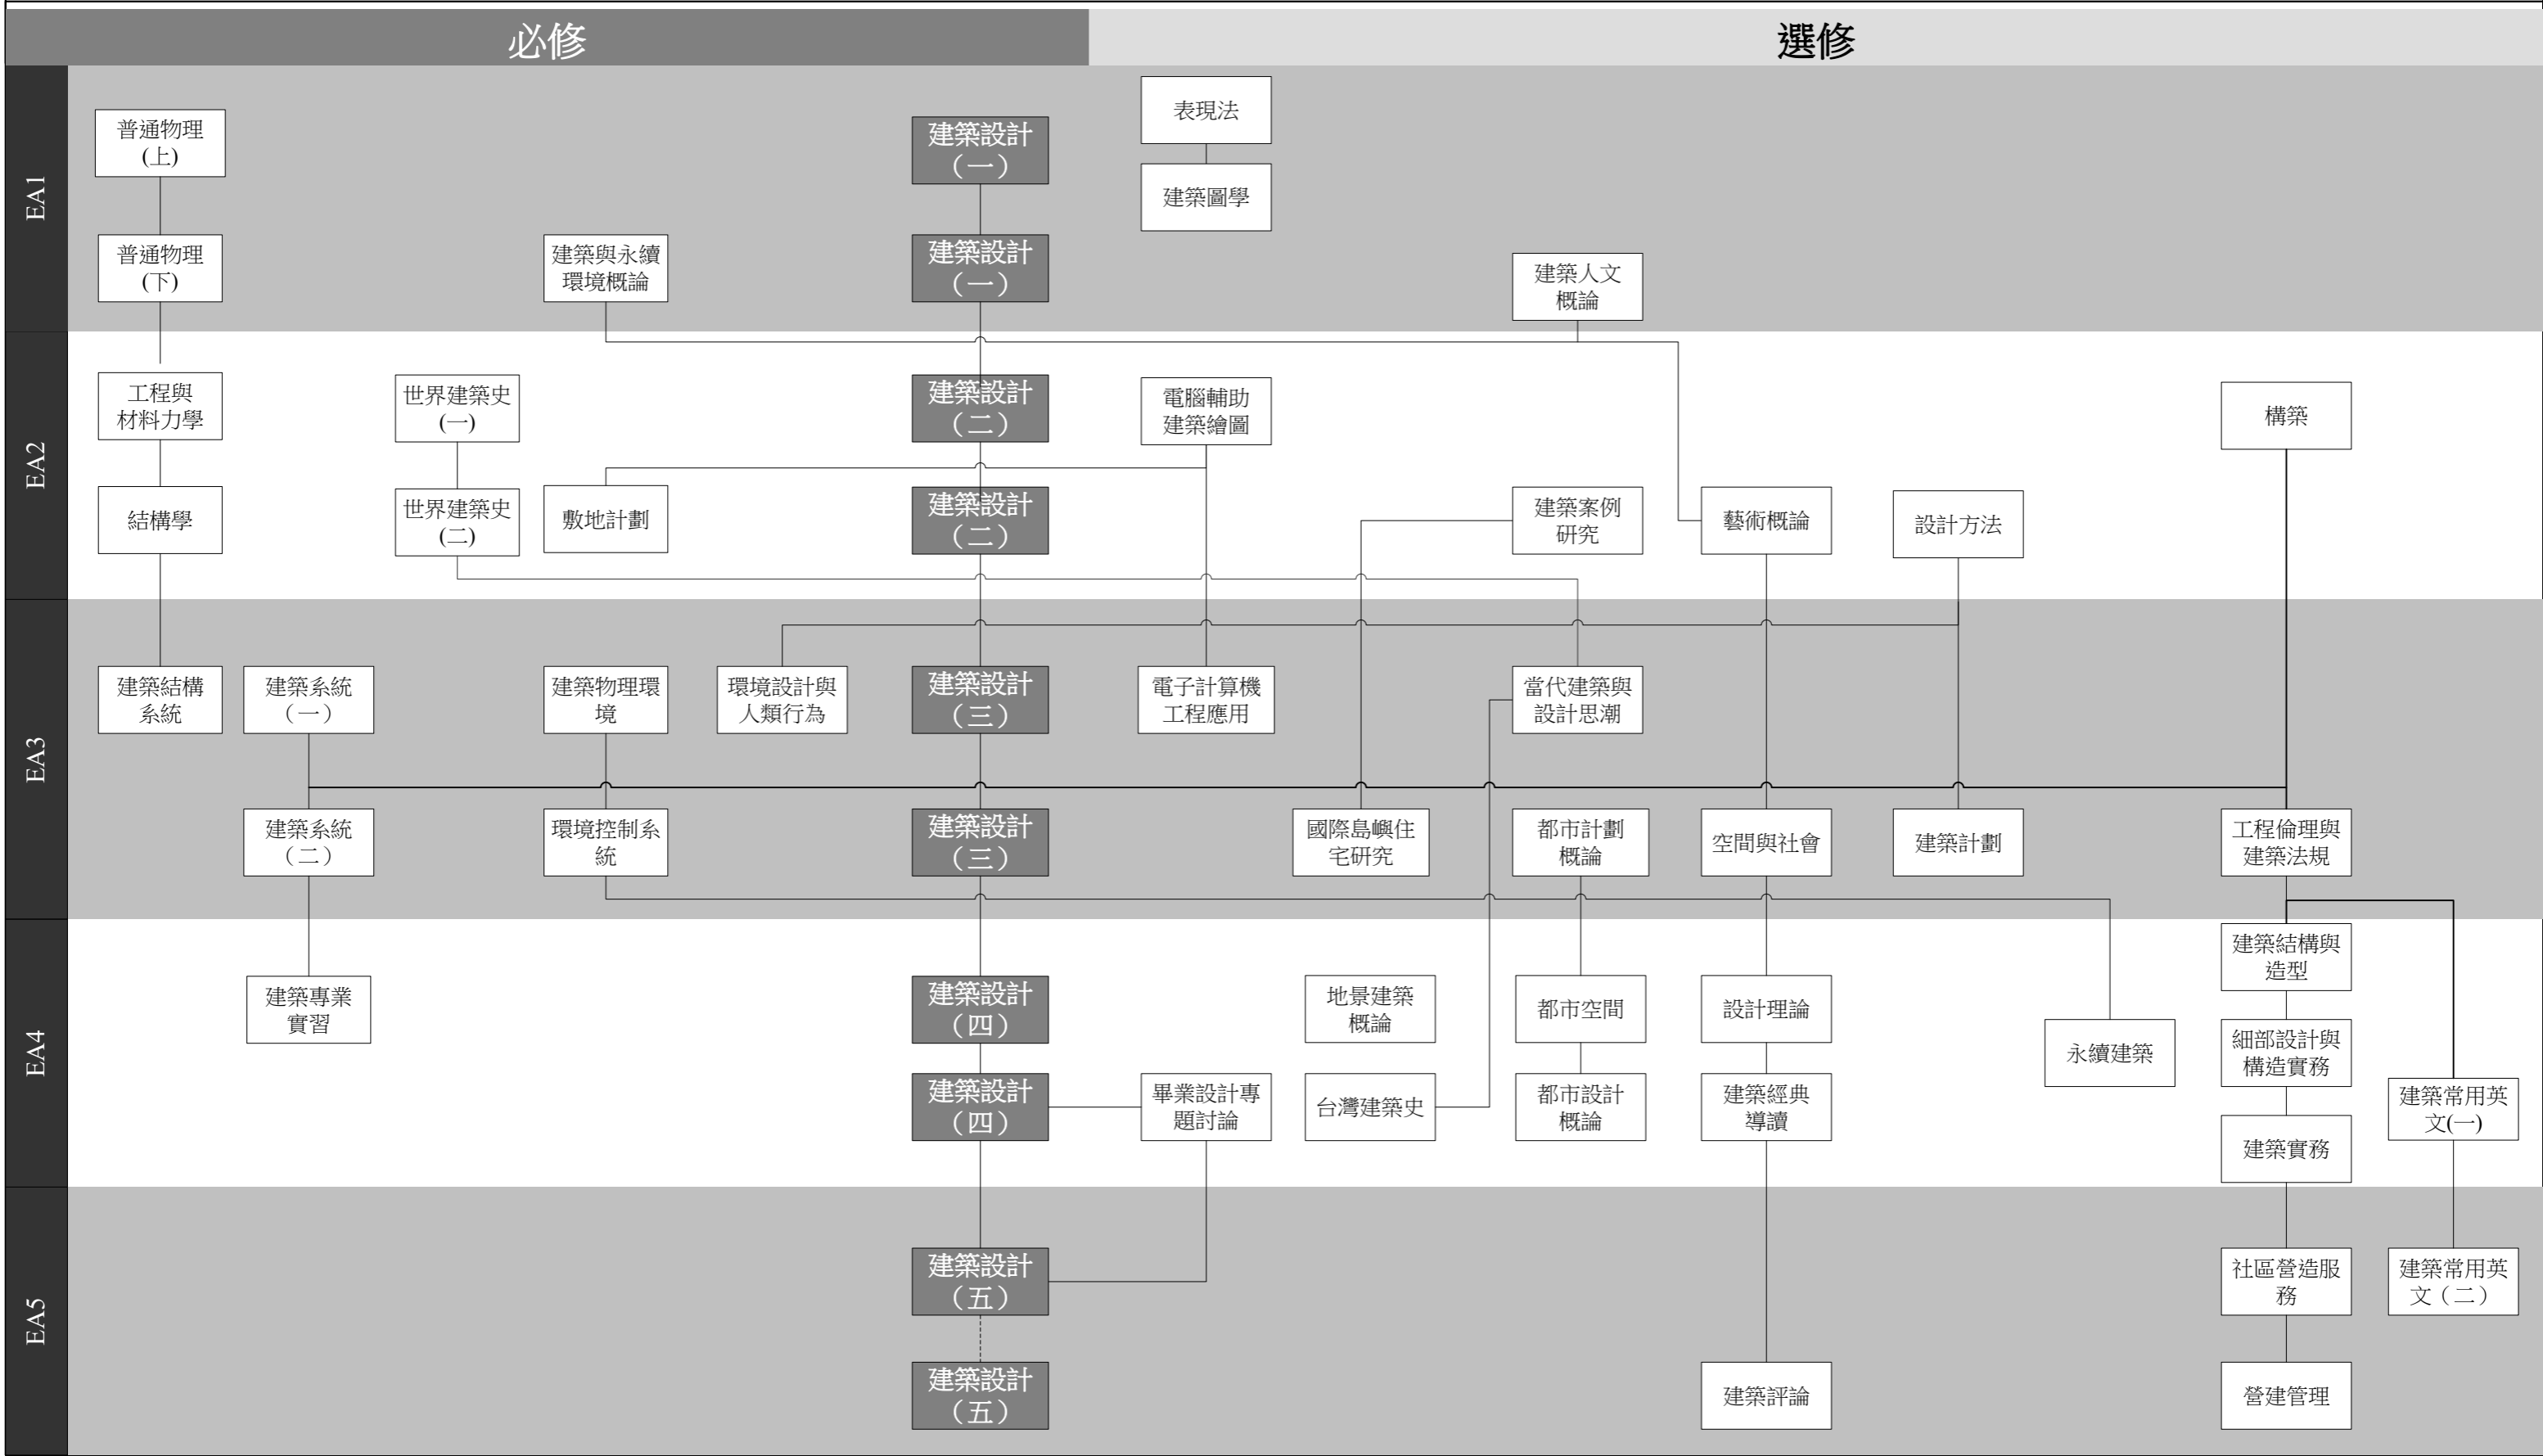 必修
選修
EA1
表現法
普通物理
(上)
建築設計
（一）
建築圖學
普通物理
(下)
建築與永續
環境概論
建築設計
（一）
建築人文
概論
EA2
工程與
材料力學
世界建築史
(一)
建築設計
（二）
電腦輔助
建築繪圖
構築
結構學
世界建築史
(二)
敷地計劃
建築設計
（二）
建築案例
研究
藝術概論
設計方法
EA3
建築結構
系統
建築系統
（一）
建築物理環
境
環境設計與
人類行為
建築設計
（三）
電子計算機
工程應用
當代建築與
設計思潮
建築系統
（二）
環境控制系
統
建築設計
（三）
國際島嶼住
宅研究
都市計劃
概論
空間與社會
建築計劃
工程倫理與
建築法規
EA4
建築結構與
造型
建築專業
實習
建築設計
（四）
地景建築
概論
都市空間
設計理論
永續建築
細部設計與
構造實務
建築設計
（四）
畢業設計專
題討論
台灣建築史
都市設計
概論
建築經典
導讀
建築常用英
文(一)
建築實務
EA5
建築設計
（五）
社區營造服
務
建築常用英
文（二）
建築設計
（五）
建築評論
營建管理